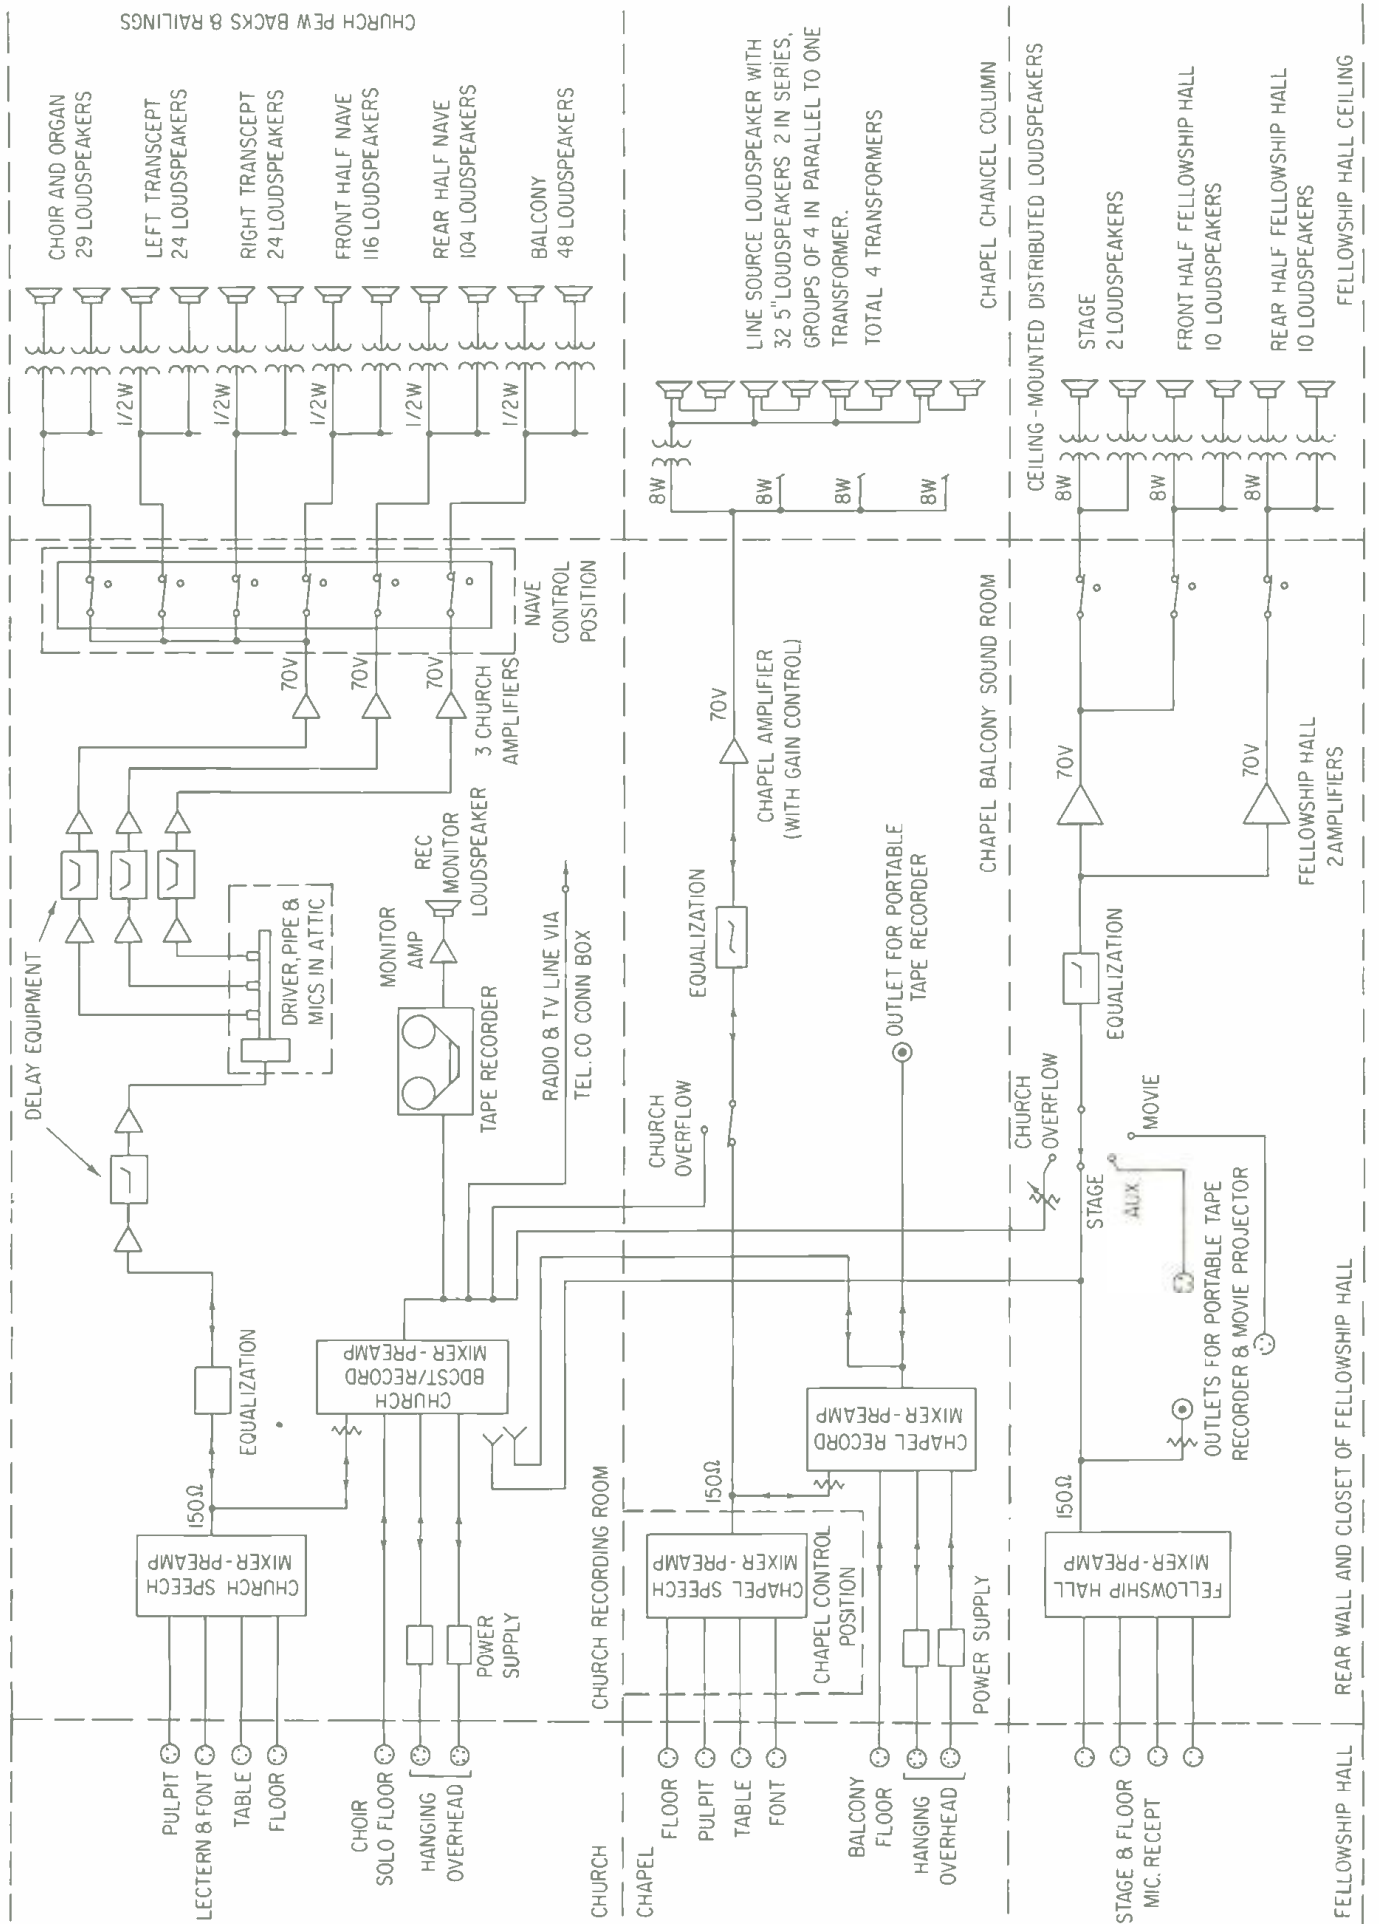 CHURCH PEW BACKS & RAILINGS
CHOIR AND ORGAN
29 LOUDSPEAKERS
LEFT TRANSCEPT
24 LOUDSPEAKERS
RIGHT TRANSCEPT
24 LOUDSPEAKERS
FRONT HALF NAVE
116 LOUDSPEAKERS
REAR HALF NAVE
104 LOUDSPEAKERS
BALCONY
48 LOUDSPEAKERS
1/2W
1/2W
1/2W
1/2W
1/2W
NAVE
CONTROL
POSITION
70V
70V
70V
3 CHURCH
AMPLIFIERS
DELAY EQUIPMENT
DRIVER, PIPE &
MICS IN ATTIC
MONITOR
AMP
REC
MONITOR
LOUDSPEAKER
TAPE RECORDER
RADIO & TV LINE VIA
TEL. CO CONN BOX
EQUALIZATION
CHURCH
BDCST/RECORD
MIXER-PREAMP
150Ω
CHURCH SPEECH
MIXER-PREAMP
POWER
SUPPLY
CHURCH RECORDING ROOM
PULPIT
LECTERN & FONT
TABLE
FLOOR
CHOIR
SOLO FLOOR
HANGING
OVERHEAD
CHURCH
LINE SOURCE LOUDSPEAKER WITH
32 5" LOUDSPEAKERS 2 IN SERIES,
GROUPS OF 4 IN PARALLEL TO ONE
TRANSFORMER.
TOTAL 4 TRANSFORMERS
CHAPEL CHANCEL COLUMN
8W
8W
8W
8W
70V
CHAPEL AMPLIFIER
(WITH GAIN CONTROL)
CHAPEL BALCONY SOUND ROOM
EQUALIZATION
OUTLET FOR PORTABLE
TAPE RECORDER
CHURCH
OVERFLOW
CHAPEL RECORD
MIXER-PREAMP
150Ω
CHAPEL SPEECH
MIXER-PREAMP
CHAPEL CONTROL
POSITION
POWER SUPPLY
CHAPEL
FLOOR
PULPIT
TABLE
FONT
BALCONY
FLOOR
HANGING
OVERHEAD
CEILING-MOUNTED DISTRIBUTED LOUDSPEAKERS
STAGE
2 LOUDSPEAKERS
FRONT HALF FELLOWSHIP HALL
10 LOUDSPEAKERS
REAR HALF FELLOWSHIP HALL
10 LOUDSPEAKERS
FELLOWSHIP HALL CEILING
8W
8W
8W
70V
70V
FELLOWSHIP HALL
2 AMPLIFIERS
EQUALIZATION
CHURCH
OVERFLOW
STAGE
AUX
MOVIE
OUTLETS FOR PORTABLE TAPE
RECORDER & MOVIE PROJECTOR
150Ω
FELLOWSHIP HALL
MIXER-PREAMP
REAR WALL AND CLOSET OF FELLOWSHIP HALL
STAGE & FLOOR
MIC. RECEPT
FELLOWSHIP HALL